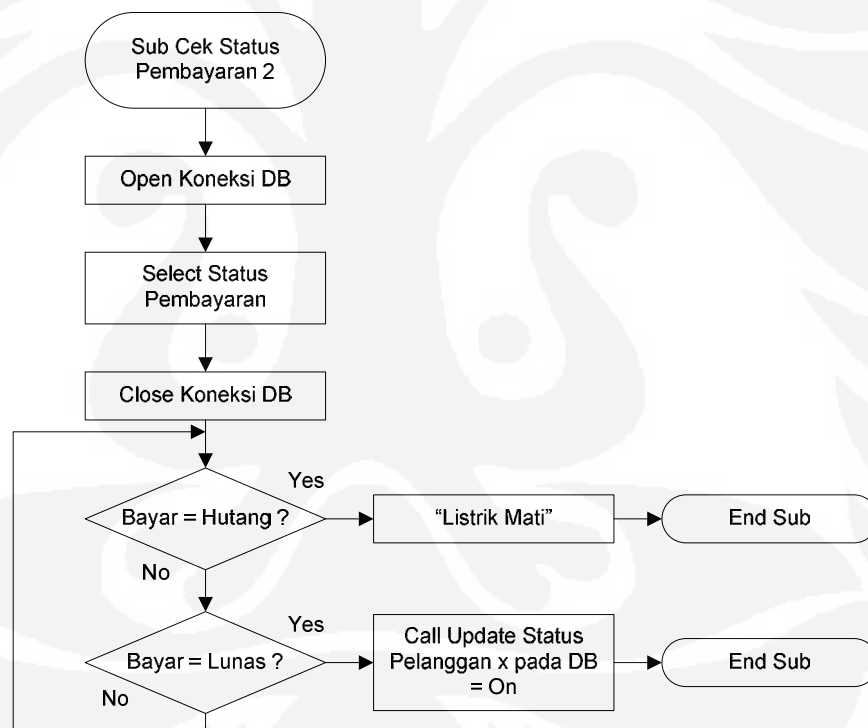 Sub Cek Status
Pembayaran 2
Open Koneksi DB
Select Status
Pembayaran
Close Koneksi DB
Bayar = Hutang ?
Yes
“Listrik Mati”
End Sub
No
Bayar = Lunas ?
Yes
Call Update Status
Pelanggan x pada DB
= On
End Sub
No